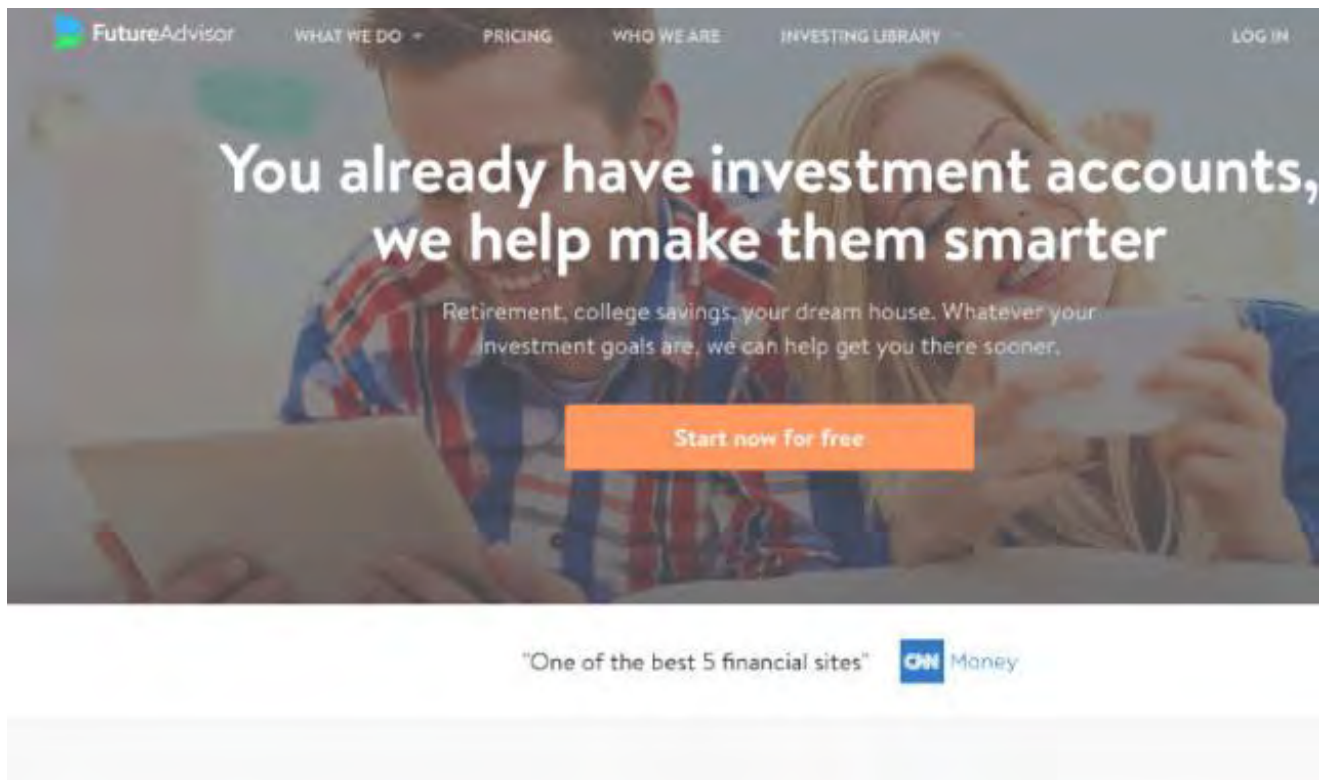 FutureAdvisor WHAT WE DO PRICING WHO WE ARE INVESTING LIBRARY LOG IN
You already have investment accounts,
we help make them smarter
Retirement, college savings, your dream house. Whatever your
investment goals are, we can help get you there sooner.
Start now for free
"One of the best 5 financial sites" CNN Money